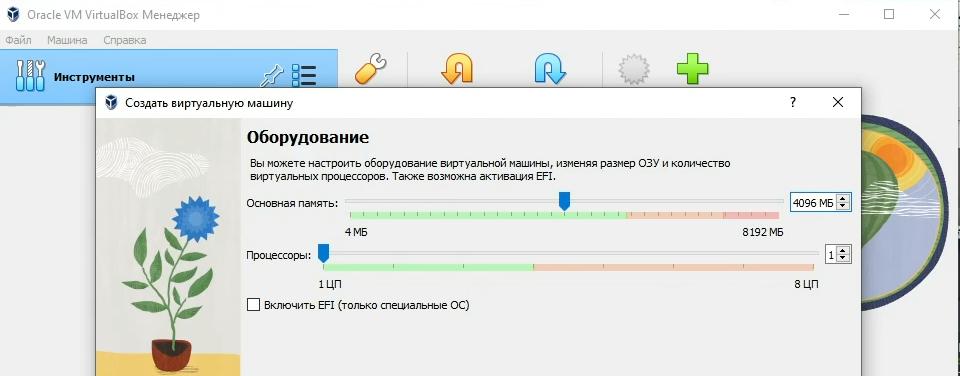 Oracle VM VirtualBox Менеджер
Файл Машина Справка
Инструменты
Создать виртуальную машину
Оборудование
Вы можете настроить оборудование виртуальной машины, изменяя размер ОЗУ и количество
виртуальных процессоров. Также возможна активация EFI.
Основная память: 4096 МБ
4 МБ 8192 МБ
Процессоры: 1
1 ЦП 8 ЦП
Включить EFI (только специальные ОС)